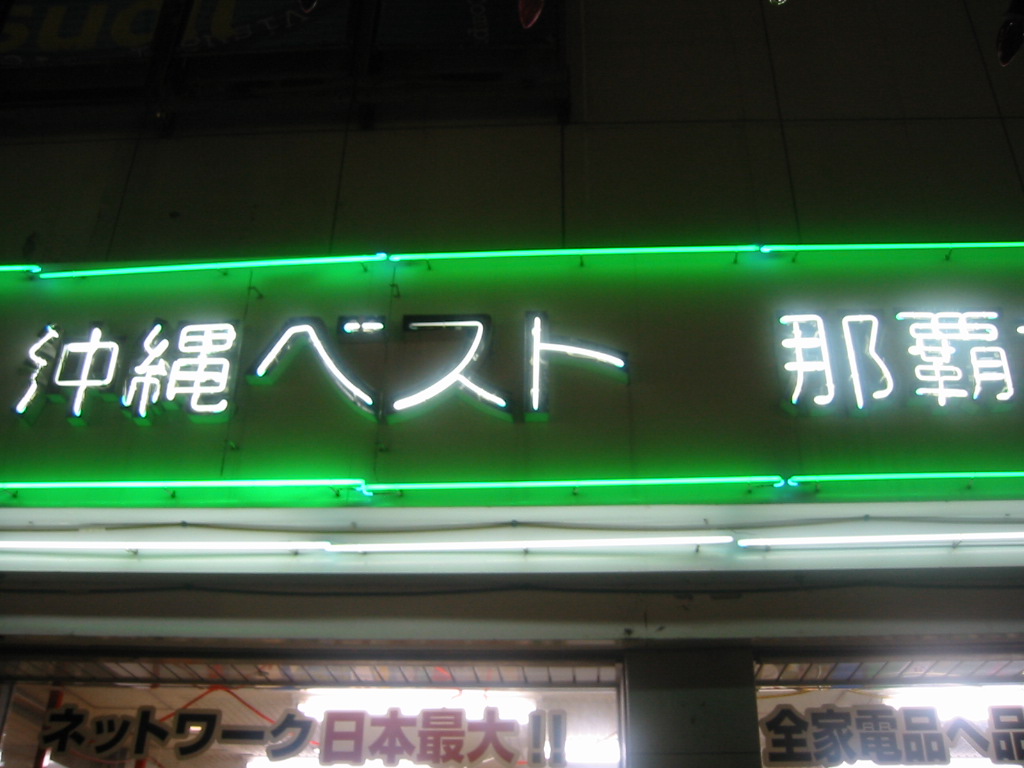 沖縄ベスト 那覇
ネットワーク日本最大!! 全家電品へ品